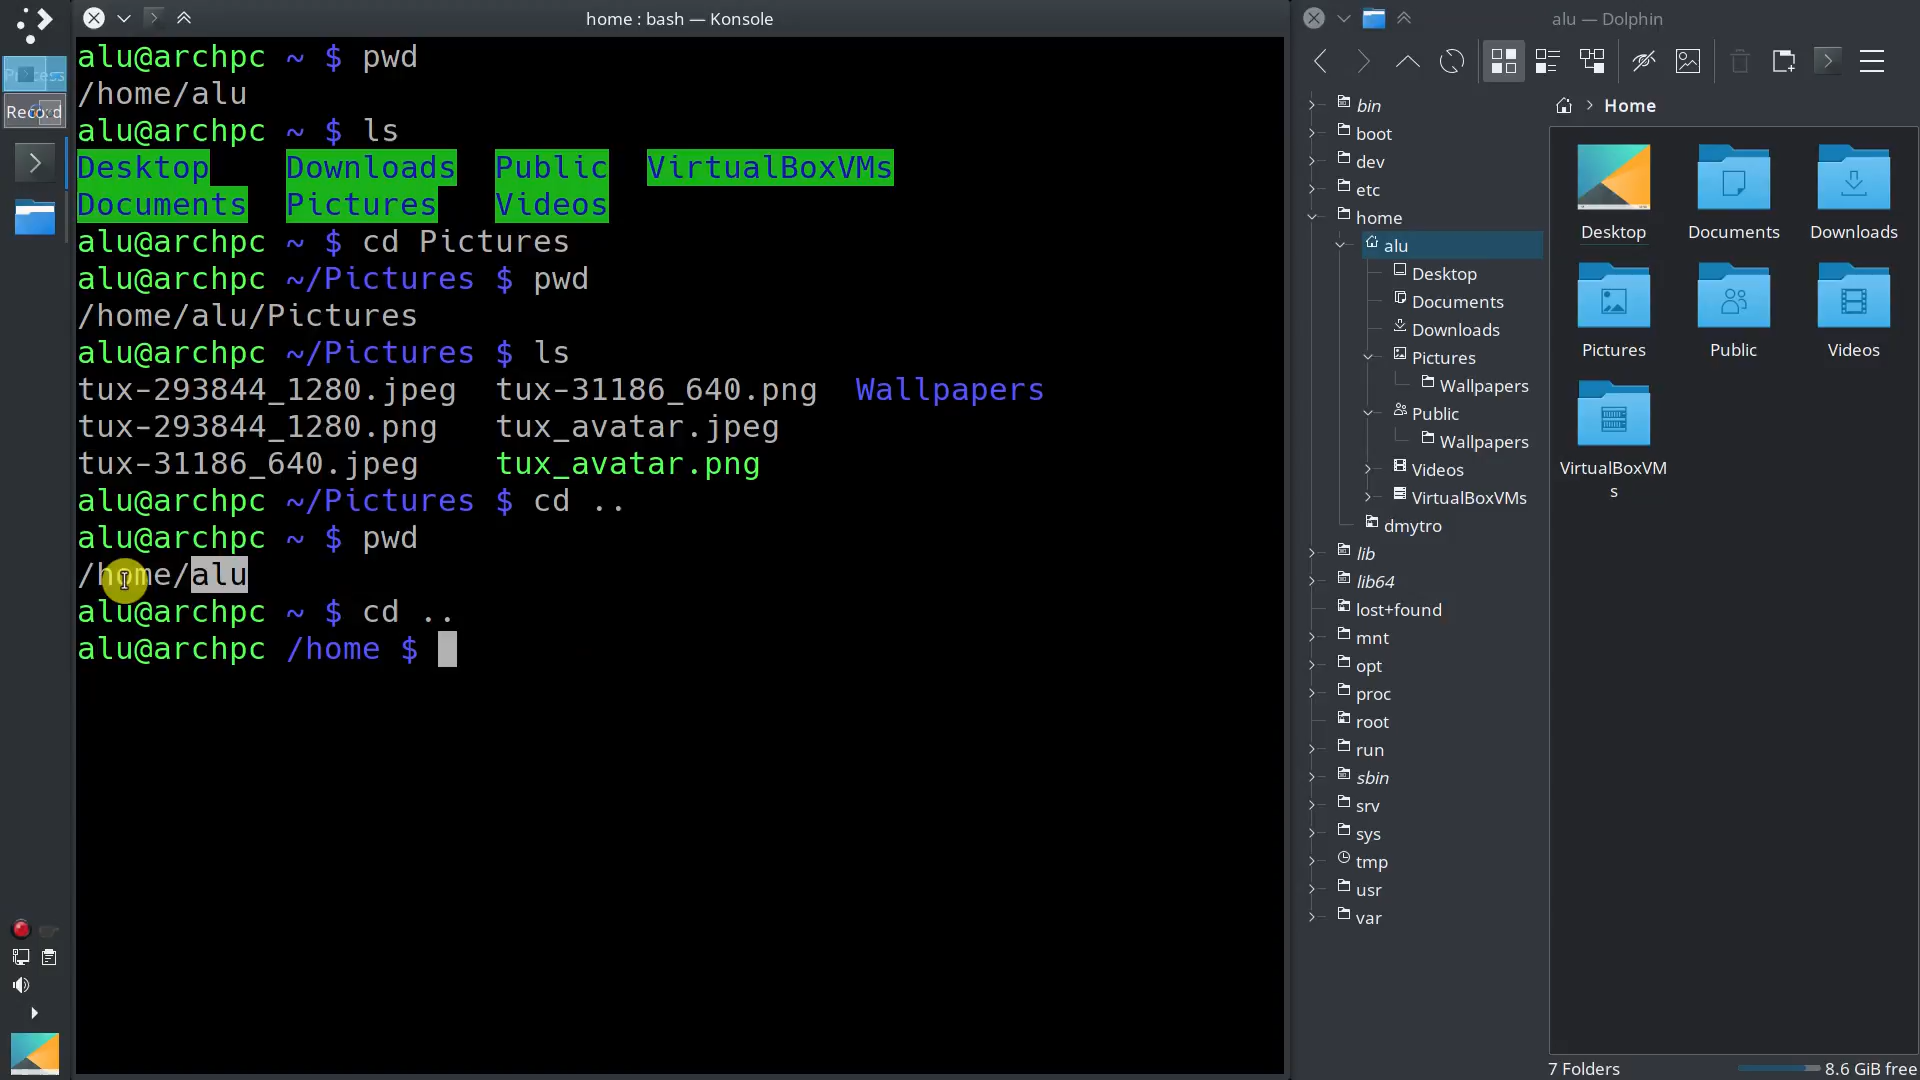 home : bash — Konsole
alu@archpc ~ $ pwd
/home/alu
alu@archpc ~ $ ls
Desktop Downloads Public VirtualBoxVMs
Documents Pictures Videos
alu@archpc ~ $ cd Pictures
alu@archpc ~/Pictures $ pwd
/home/alu/Pictures
alu@archpc ~/Pictures $ ls
tux-293844_1280.jpeg tux-31186_640.png Wallpapers
tux-293844_1280.png tux_avatar.jpeg
tux-31186_640.jpeg tux_avatar.png
alu@archpc ~/Pictures $ cd ..
alu@archpc ~ $ pwd
/home/alu
alu@archpc ~ $ cd ..
alu@archpc /home $
alu — Dolphin
bin
boot
dev
etc
home
alu
Desktop
Documents
Downloads
Pictures
Wallpapers
Public
Wallpapers
Videos
VirtualBoxVMs
dmytro
lib
lib64
lost+found
mnt
opt
proc
root
run
sbin
srv
sys
tmp
usr
var
> Home
Desktop Documents Downloads
Pictures Public Videos
VirtualBoxVM
s
7 Folders 8.6 GiB free